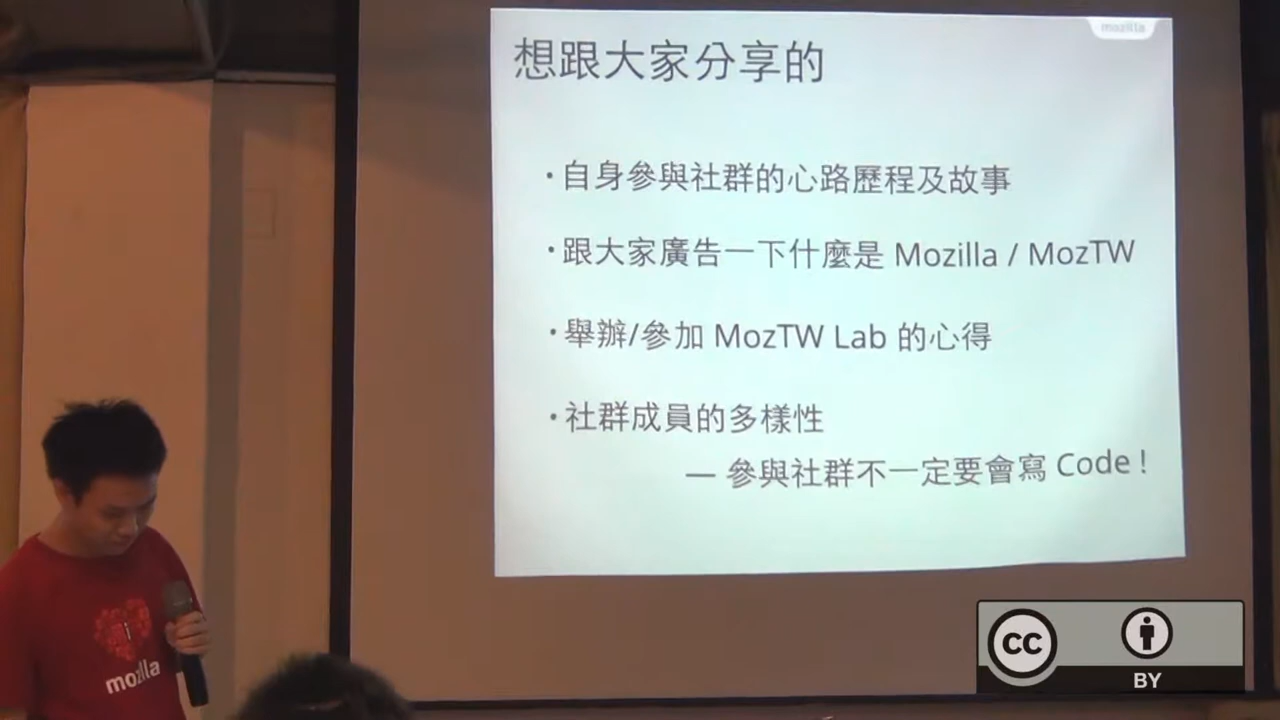 mozilla
想跟大家分享的
·自身參與社群的心路歷程及故事
·跟大家廣告一下什麼是 Mozilla / MozTW
·舉辦/參加 MozTW Lab 的心得
·社群成員的多樣性
— 參與社群不一定要會寫 Code !
i
mozilla
CC
BY